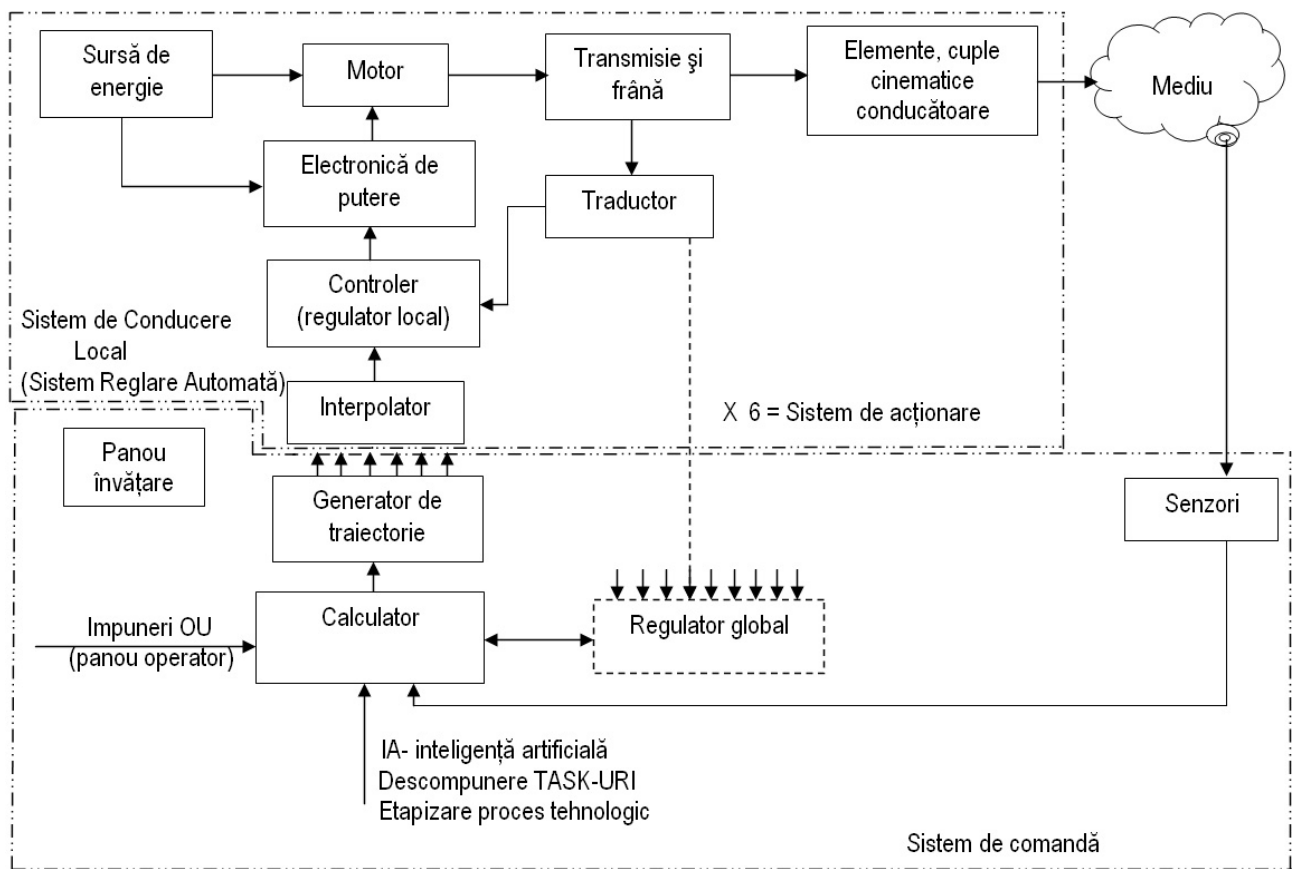 Sursă de
energie
Motor
Transmisie şi
frână
Elemente, cuple
cinematice
conducătoare
Mediu
Electronică de
putere
Traductor
Controler
(regulator local)
Sistem de Conducere
Local
(Sistem Reglare Automată)
Interpolator
X 6 = Sistem de acționare
Panou
învățare
Generator de
traiectorie
Senzori
Calculator
Regulator global
Impuneri OU
(panou operator)
IA- inteligență artificială
Descompunere TASK-URI
Etapizare proces tehnologic
Sistem de comandă